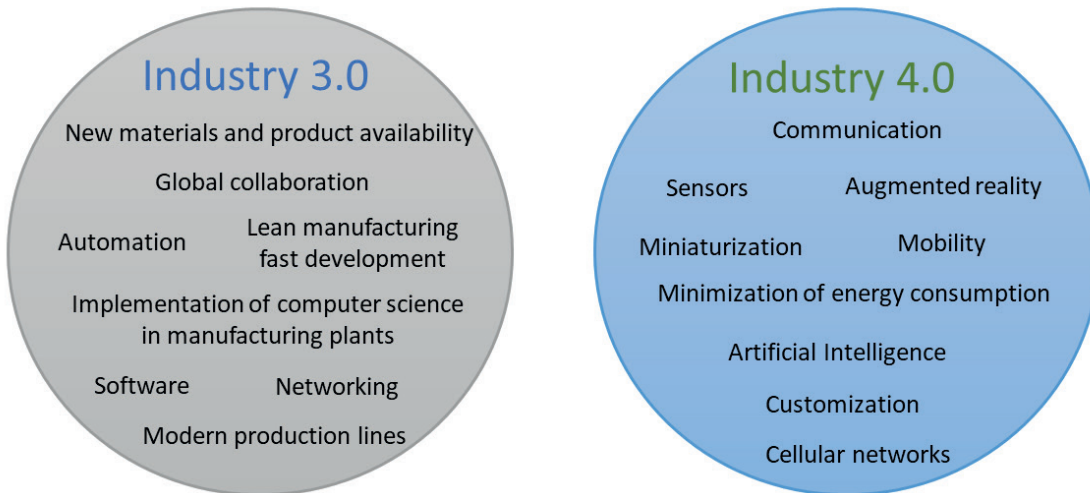 Industry 3.0
New materials and product availability
Global collaboration
Automation
Lean manufacturing
fast development
Implementation of computer science
in manufacturing plants
Software
Networking
Modern production lines
Industry 4.0
Communication
Sensors
Augmented reality
Miniaturization
Mobility
Minimization of energy consumption
Artificial Intelligence
Customization
Cellular networks